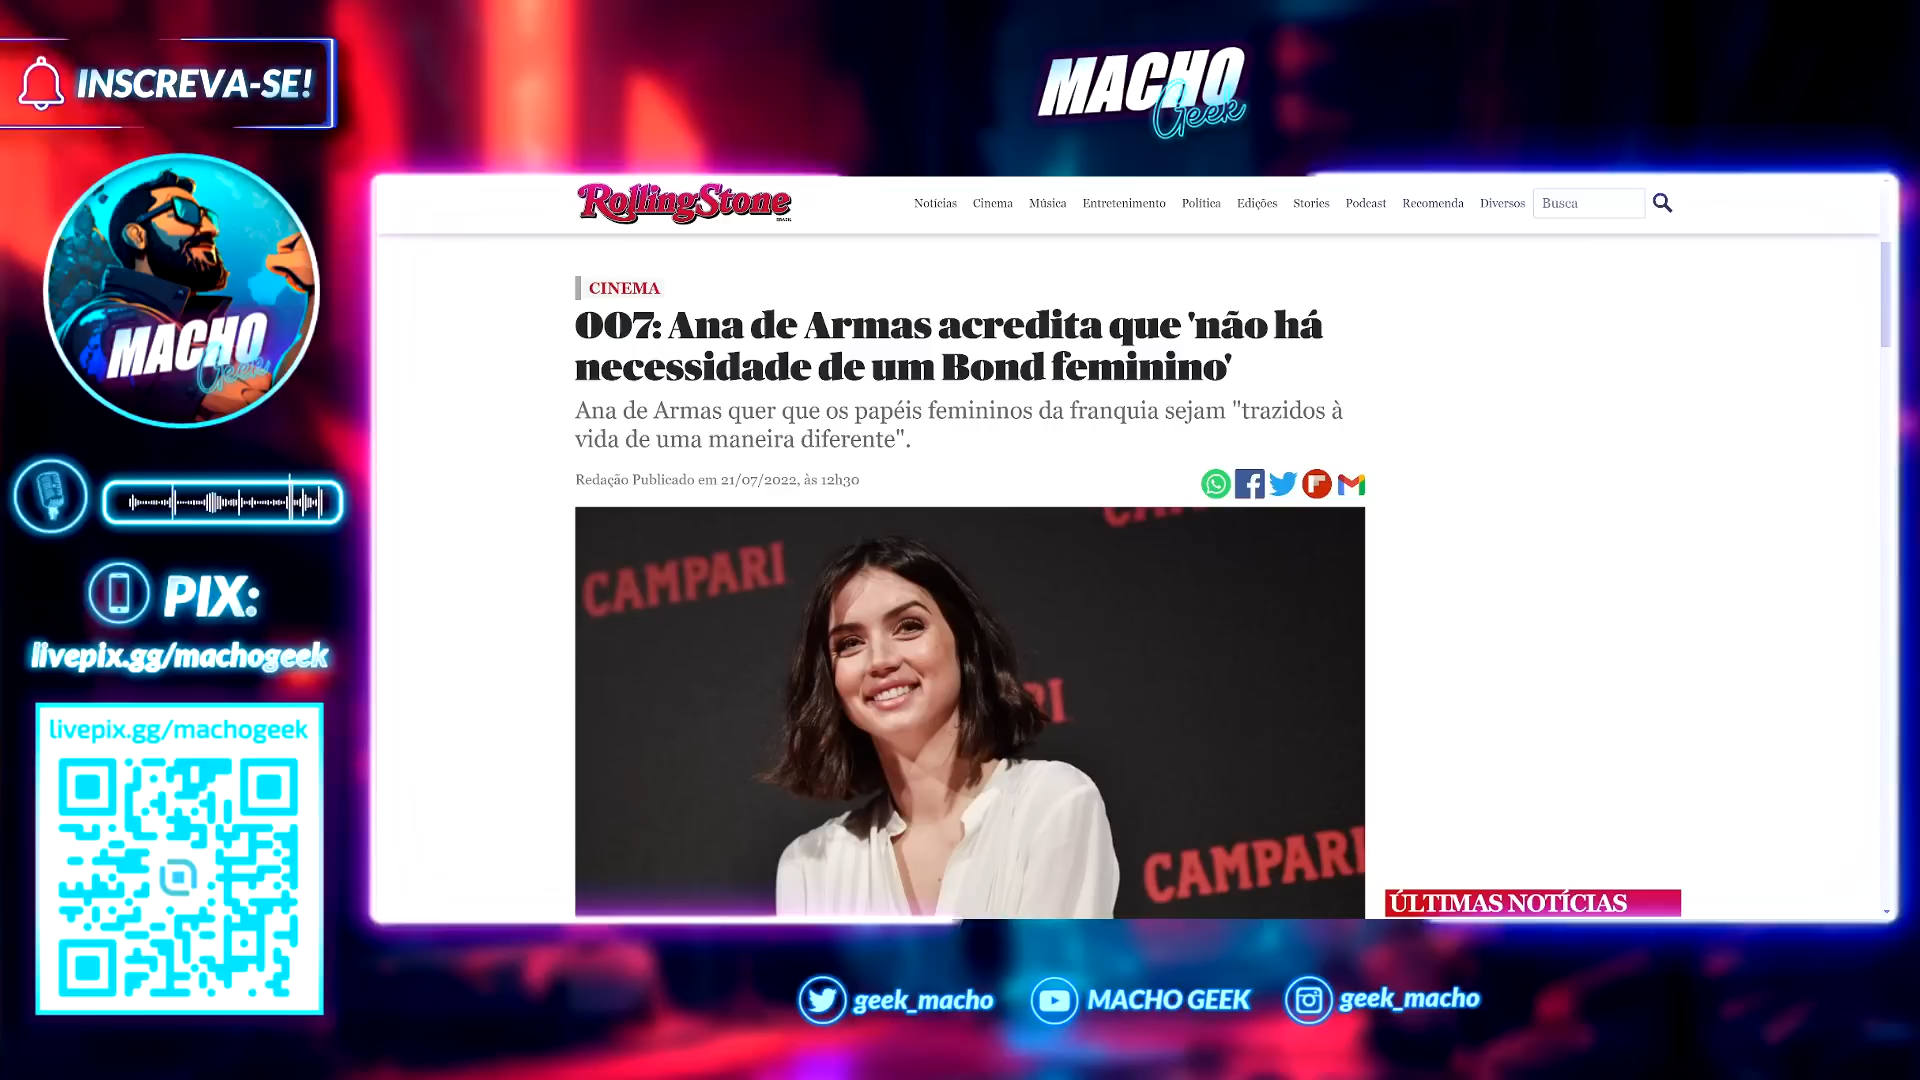 INSCREVA-SE!
MACHO
Geek
MACHO
Geek
PIX:
livepix.gg/machogeek
livepix.gg/machogeek
RollingStone
Notícias Cinema Música Entretenimento Política Edições Stories Podcast Recomenda Diversos Busca
CINEMA
007: Ana de Armas acredita que 'não há
necessidade de um Bond feminino'
Ana de Armas quer que os papéis femininos da franquia sejam "trazidos à
vida de uma maneira diferente".
Redação Publicado em 21/07/2022, às 12h30
CAMPARI
CAMPARI
ÚLTIMAS NOTÍCIAS
geek_macho MACHO GEEK geek_macho